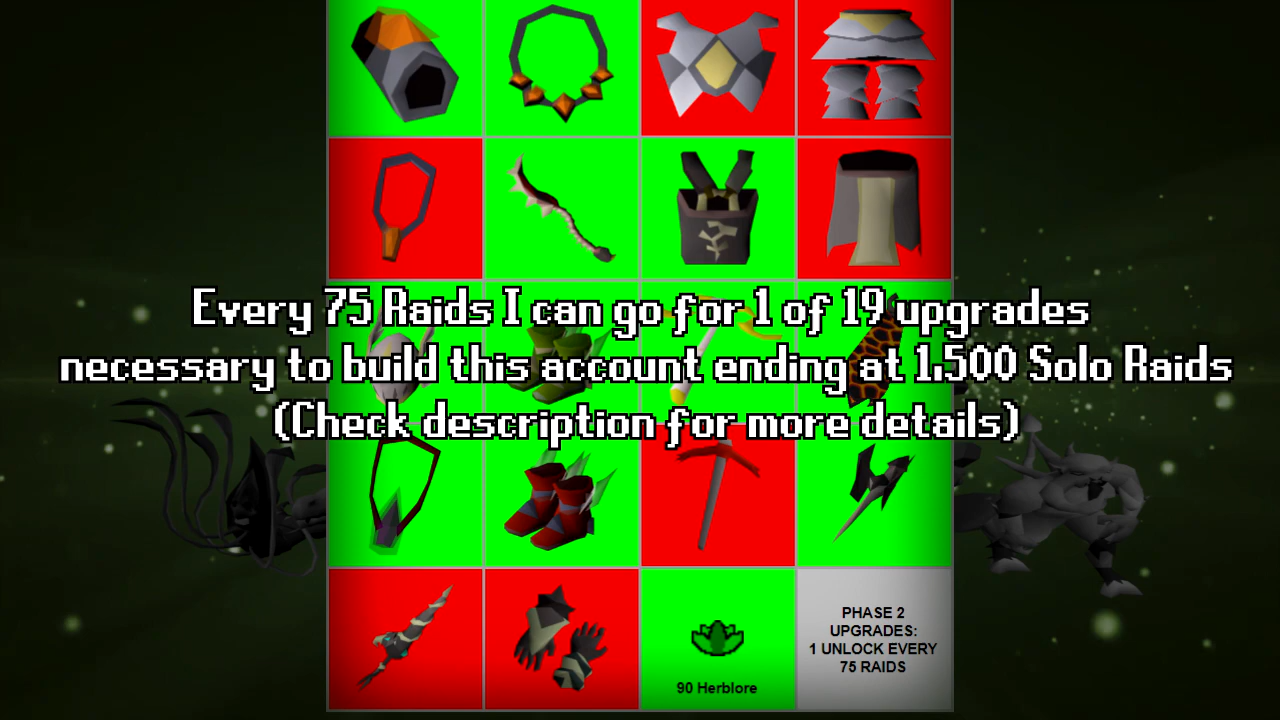 Every 75 Raids I can go for 1 of 19 upgrades
necessary to build this account ending at 1,500 Solo Raids
(Check description for more details)
90 Herblore
PHASE 2
UPGRADES:
1 UNLOCK EVERY
75 RAIDS